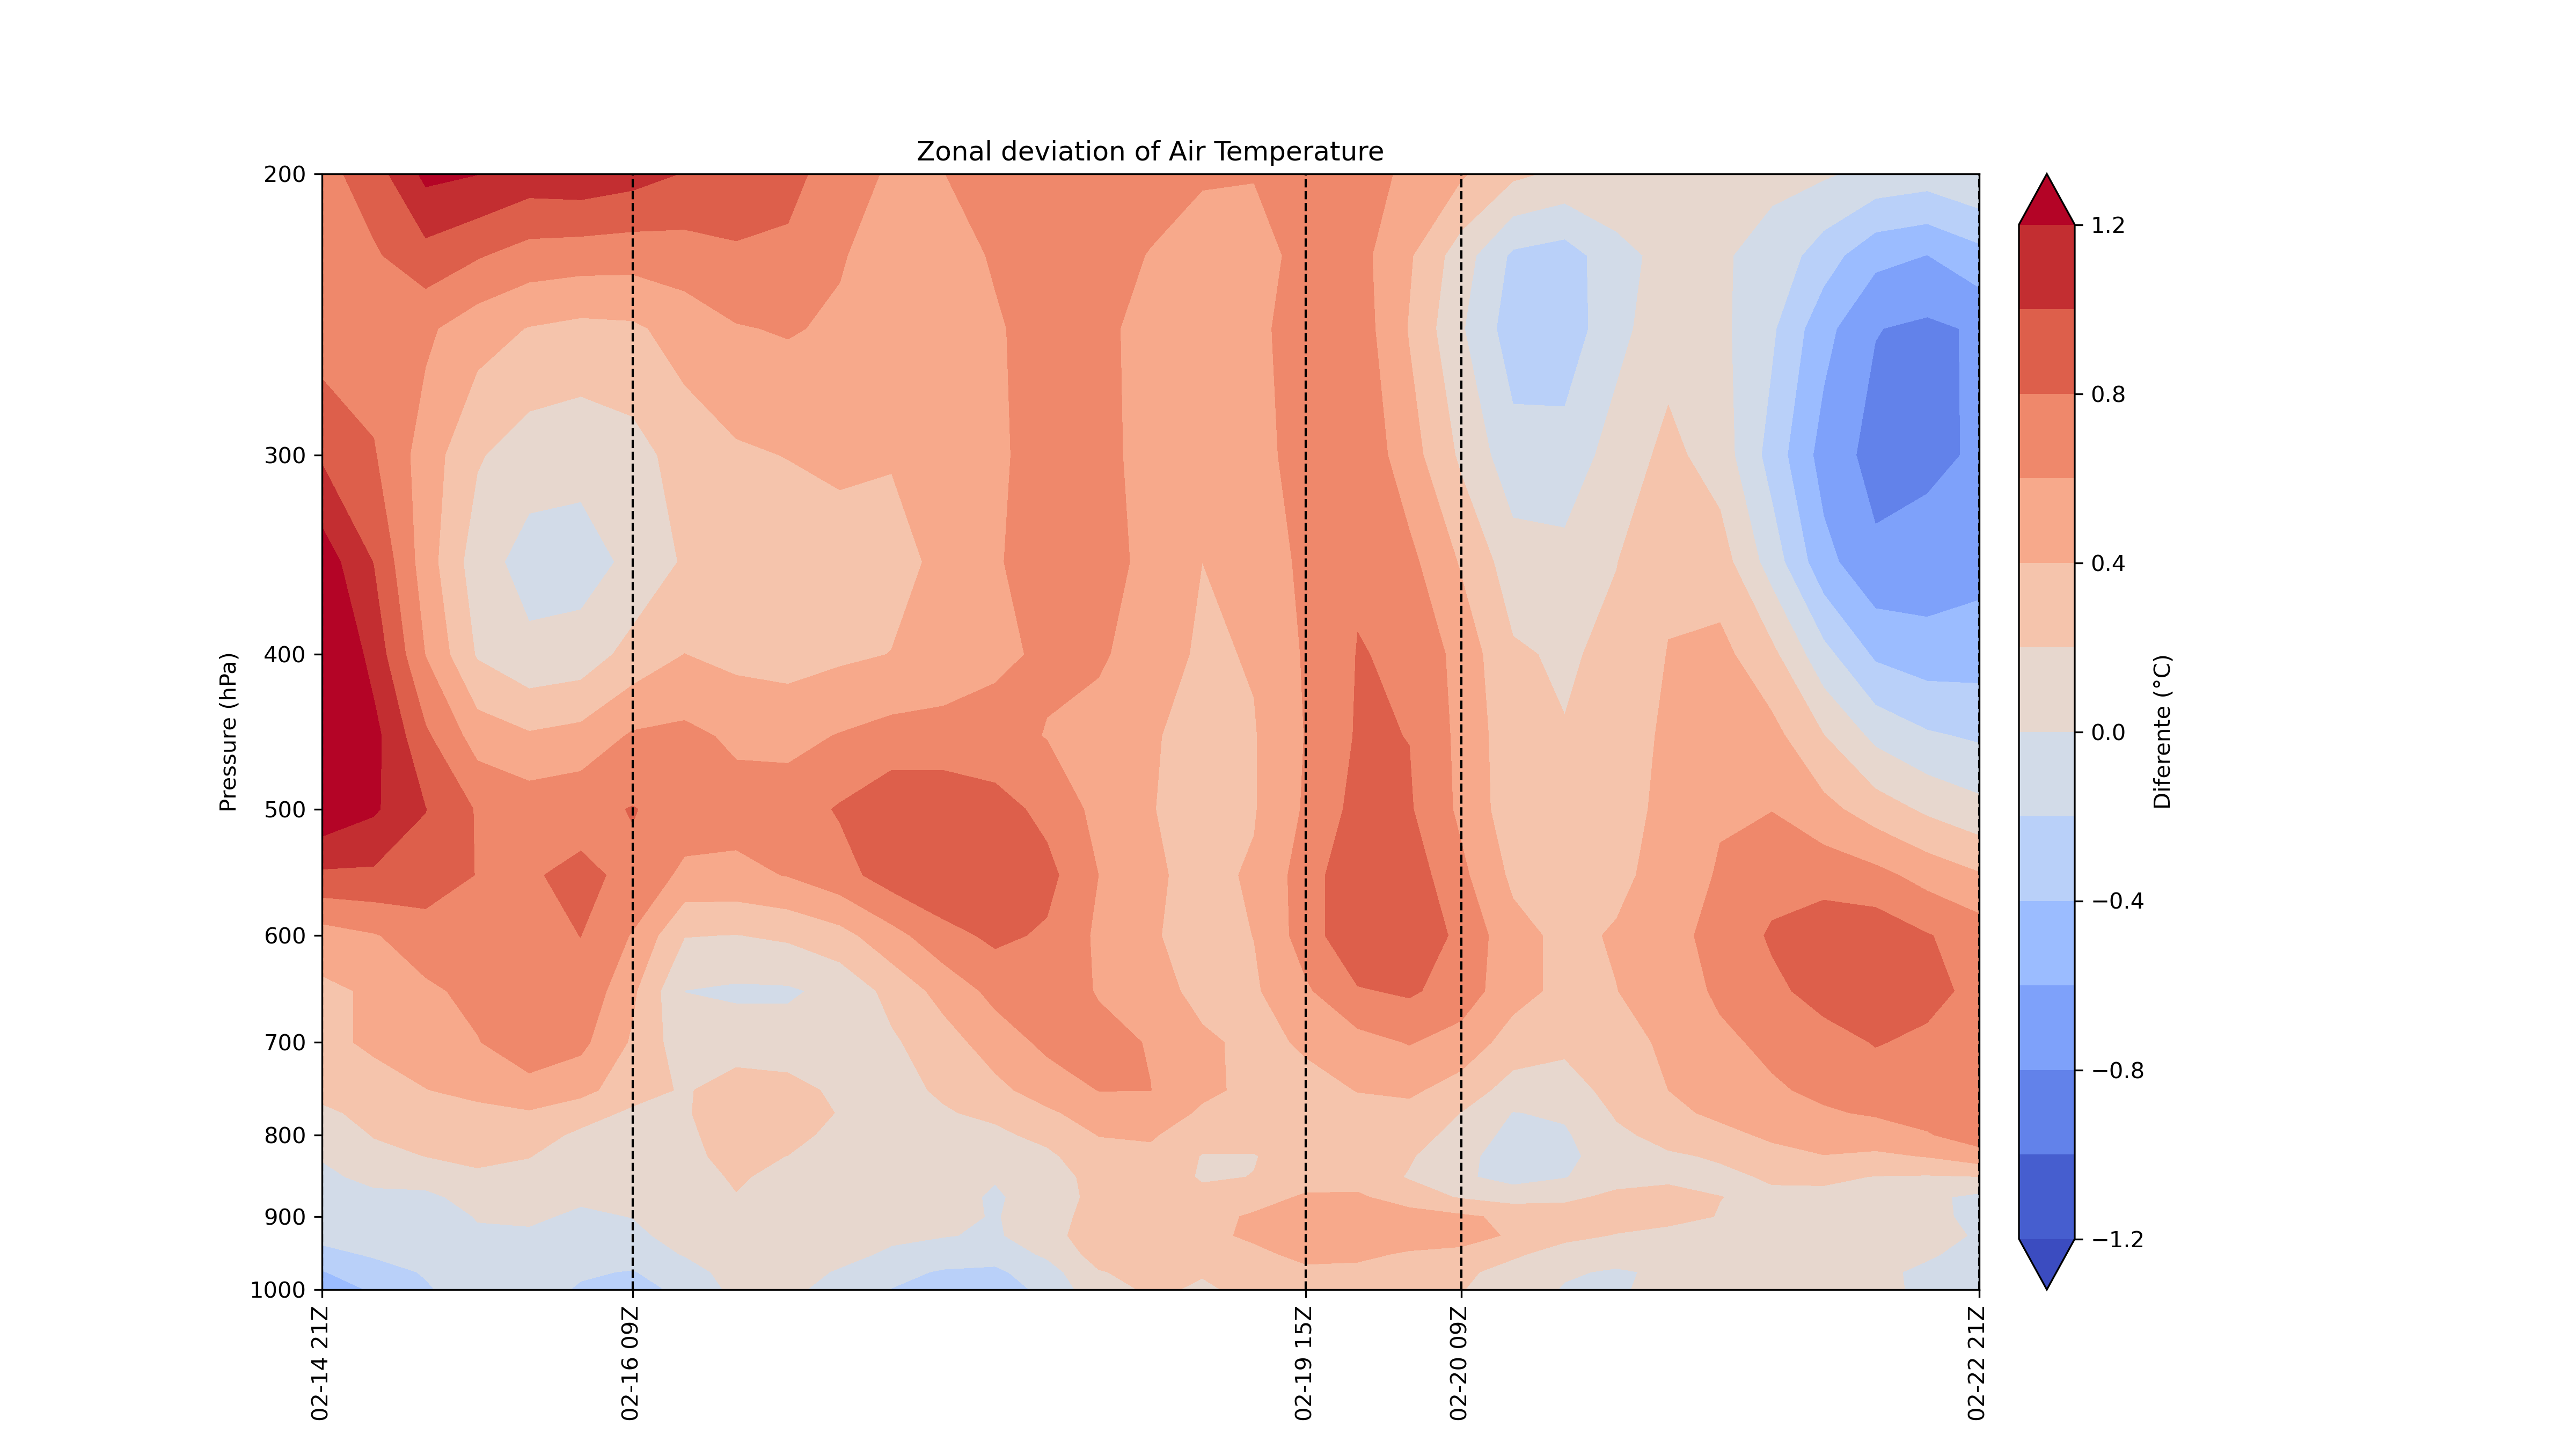 Zonal deviation of Air Temperature
Pressure (hPa)
200
300
400
500
600
700
800
900
1000
02-14 21Z
02-16 09Z
02-19 15Z
02-20 09Z
02-22 21Z
1.2
0.8
0.4
0.0
−0.4
−0.8
−1.2
Diferente (°C)